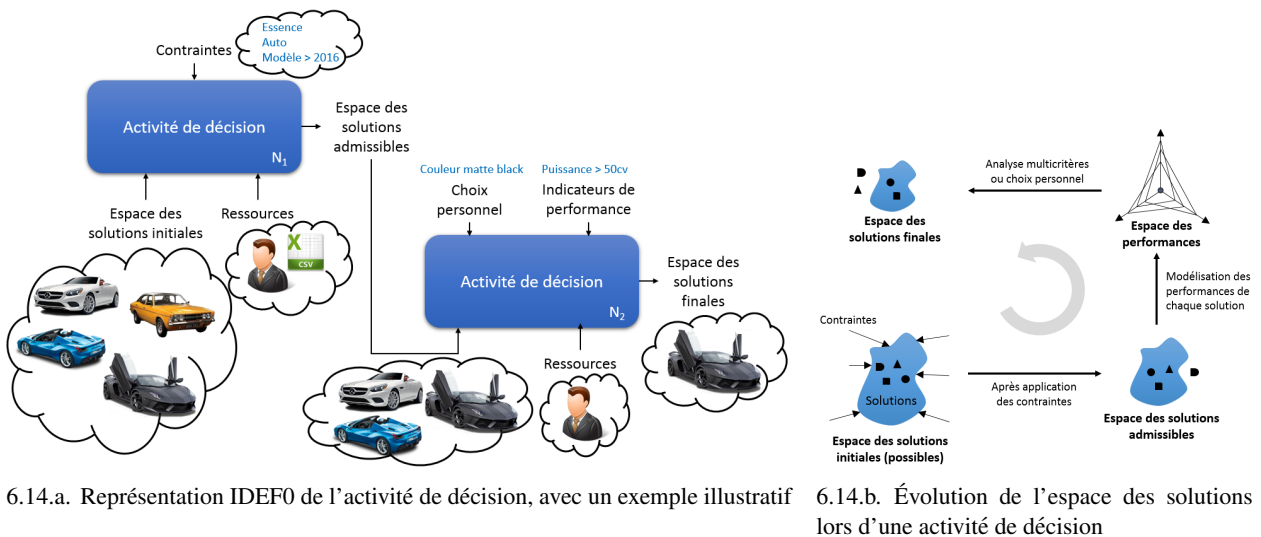 Essence
Auto
Modèle > 2016
Contraintes
Activité de décision
N1
Espace des
solutions
admissibles
Espace des
solutions initiales
Ressources
X
CSV
Couleur matte black
Choix
personnel
Puissance > 50cv
Indicateurs de
performance
Activité de décision
N2
Espace des
solutions
finales
Ressources
6.14.a. Représentation IDEF0 de l'activité de décision, avec un exemple illustratif
Analyse multicritères
ou choix personnel
Espace des
solutions finales
Espace des
performances
Modélisation des
performances de
chaque solution
Contraintes
Solutions
Après application
des contraintes
Espace des solutions
initiales (possibles)
Espace des solutions
admissibles
6.14.b. Évolution de l'espace des solutions
lors d'une activité de décision